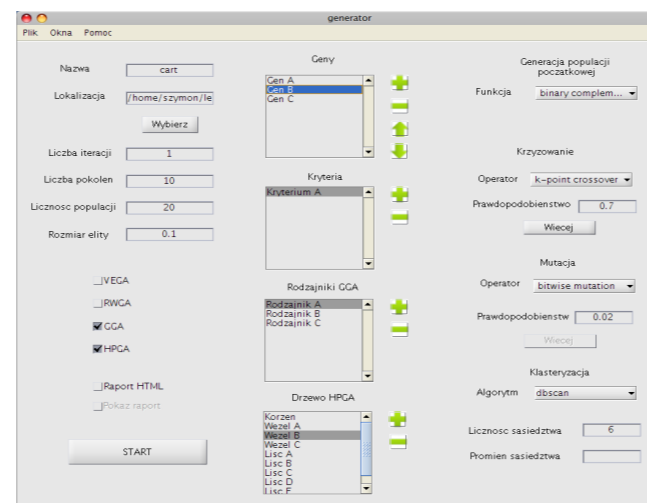 generator
Plik Okna Pomoc
Nazwa cart
Lokalizacja /home/szymon/le
Wybierz
Liczba iteracji 1
Liczba pokolen 10
Licznosc populacji 20
Rozmiar elity 0.1
VEGA
RWGA
GGA
HPGA
Raport HTML
Pokaz raport
START
Geny
Gen A
Gen B
Gen C
Kryteria
Kryterium A
Rodzajniki GGA
Rodzajnik A
Rodzajnik B
Rodzajnik C
Drzewo HPGA
Korzen
Wezel A
Wezel B
Wezel C
Lisc A
Lisc B
Lisc C
Lisc D
Lisc E
Generacja populacji
poczatkowej
Funkcja binary complem...
Krzyzowanie
Operator k-point crossover
Prawdopodobienstwo 0.7
Wiecej
Mutacja
Operator bitwise mutation
Prawdopodobienstw 0.02
Wiecej
Klasteryzacja
Algorytm dbscan
Licznosc sasiedztwa 6
Promien sasiedztwa